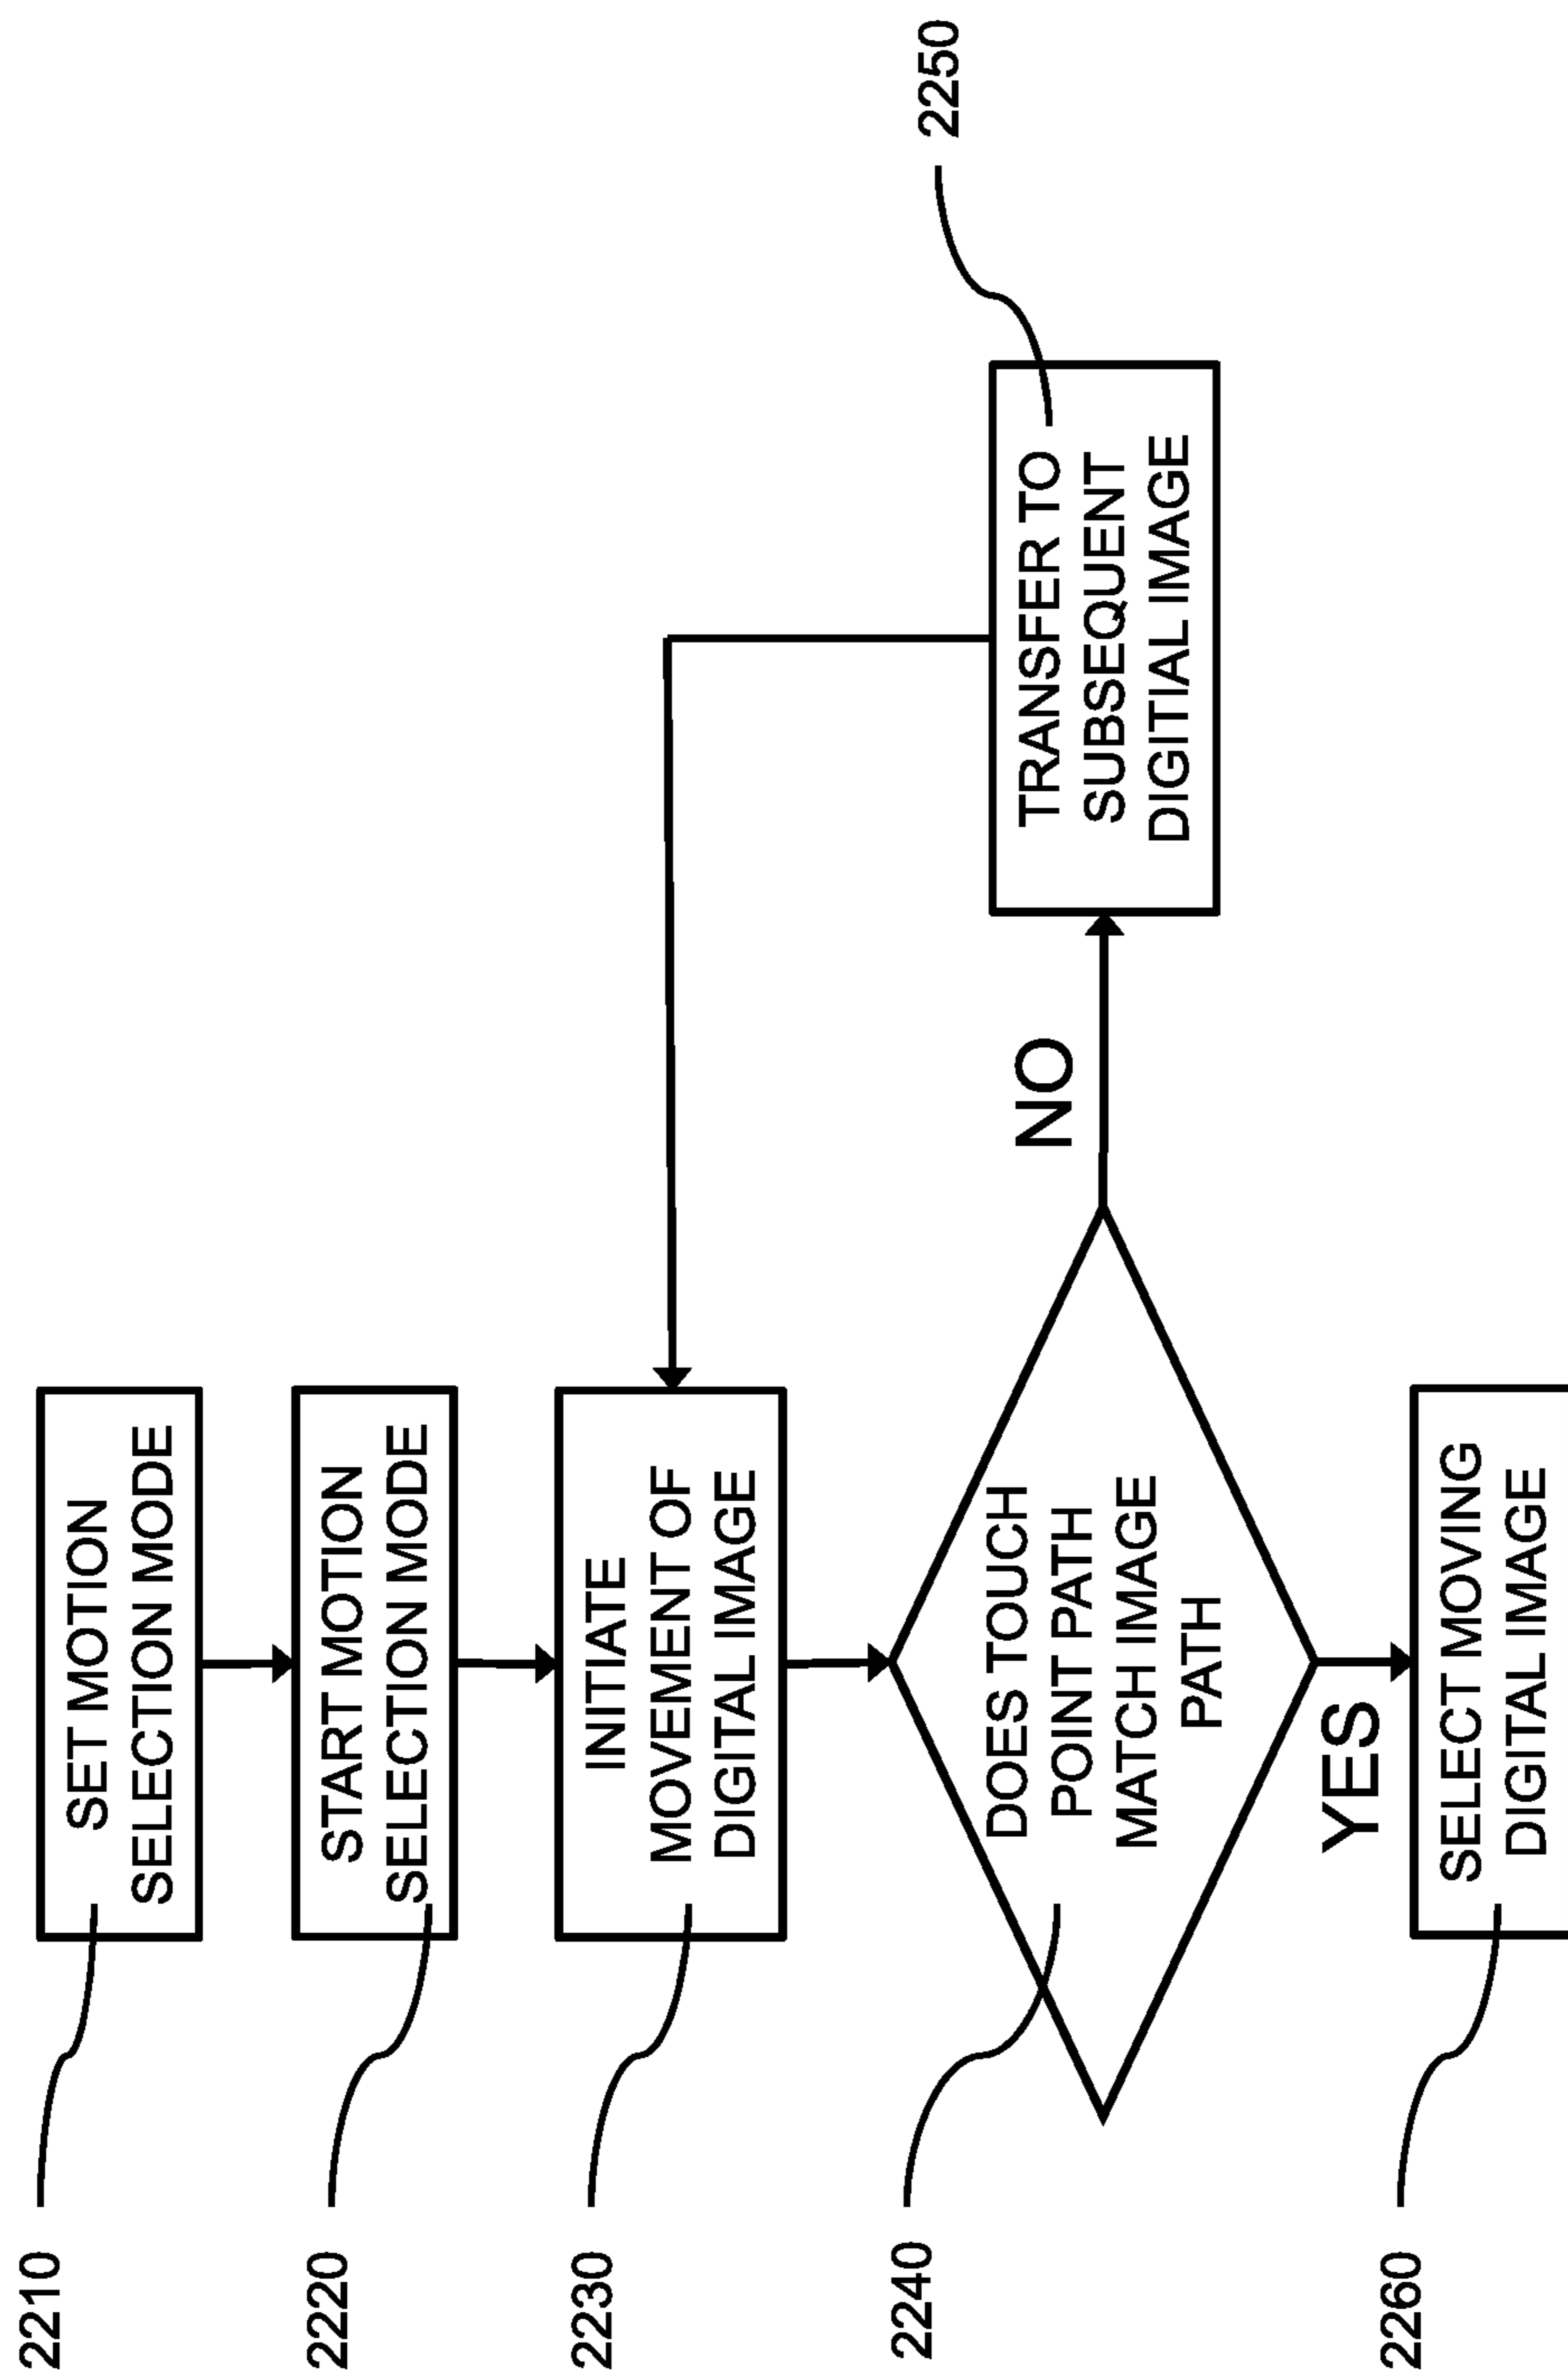 2210
SET MOTION
SELECTION MODE
2220
START MOTION
SELECTION MODE
2230
INITIATE
MOVEMENT OF
DIGITAL IMAGE
2240
DOES TOUCH
POINT PATH
MATCH IMAGE
PATH
NO
TRANSFER TO
SUBSEQUENT
DIGITIAL IMAGE
2250
YES
2260
SELECT MOVING
DIGITAL IMAGE